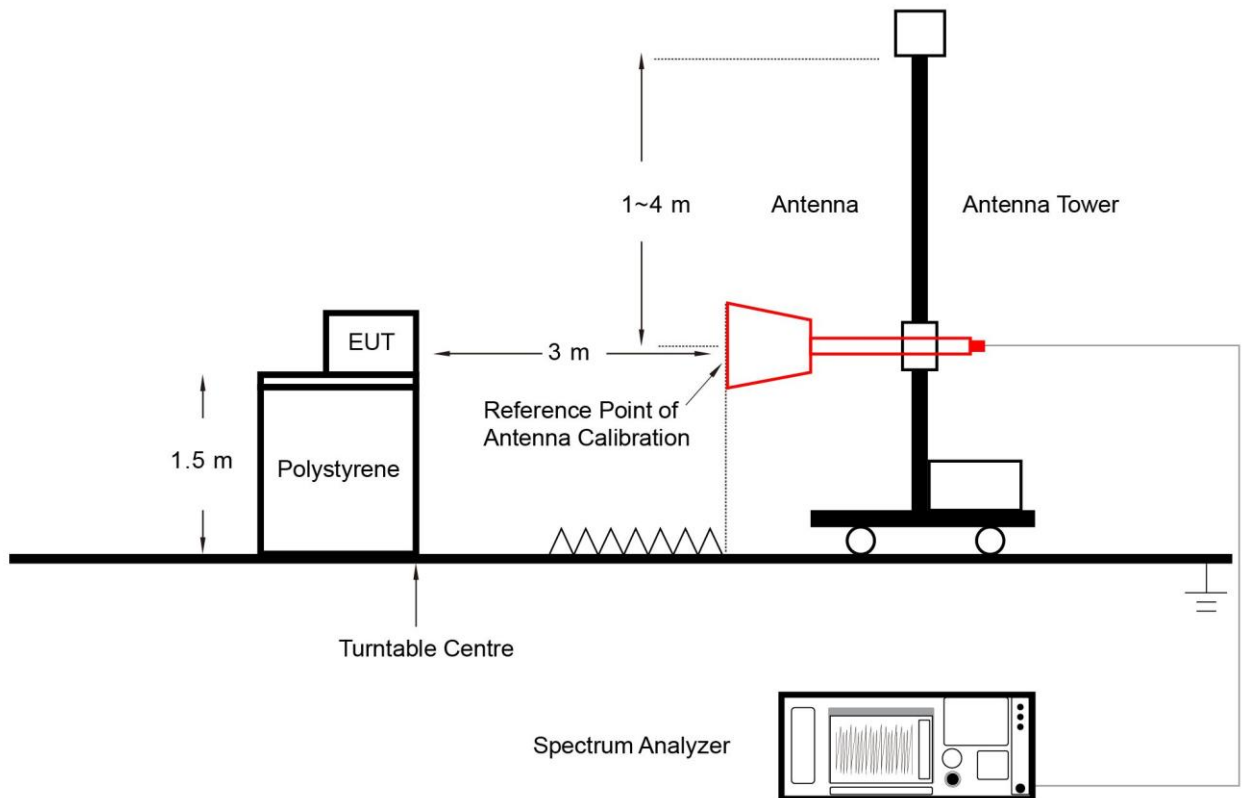 1~4 m
Antenna
Antenna Tower
EUT
3 m
Reference Point of
Antenna Calibration
1.5 m
Polystyrene
Turntable Centre
Spectrum Analyzer